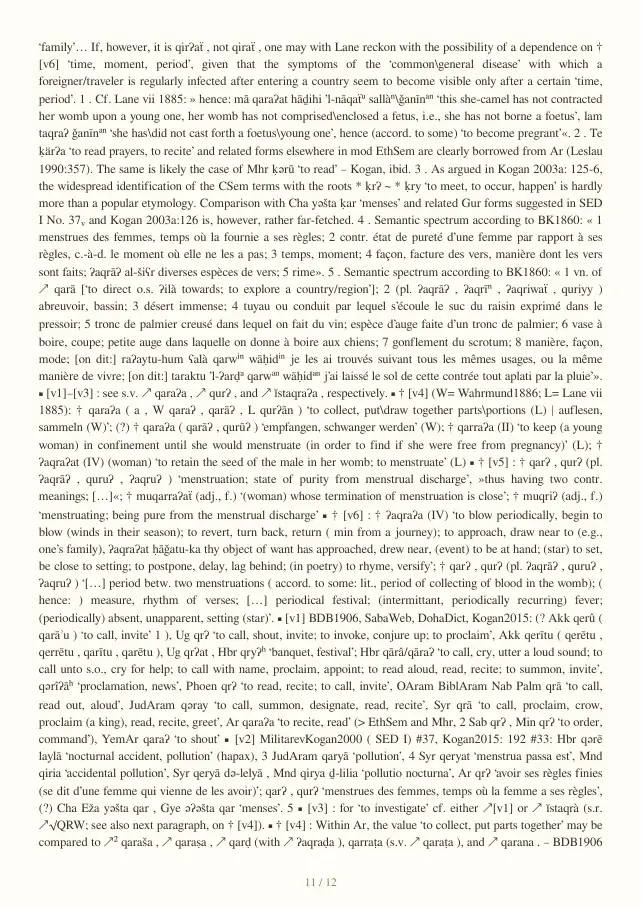 ‘family’… If, however, it is qirʔaẗ , not qiraẗ , one may with Lane reckon with the possibility of a dependence on †
[v6] ‘time, moment, period’, given that the symptoms of the ‘common\general disease’ with which a
foreigner/traveler is regularly infected after entering a country seem to become visible only after a certain ‘time,
period’. 1 . Cf. Lane vii 1885: » hence: mā qaraʔat hāḏihi ’l-nāqaẗᵘ sallàⁿ\ǧanīnᵃⁿ ‘this she-camel has not contracted
her womb upon a young one, her womb has not comprised\enclosed a fetus, i.e., she has not borne a foetus’, lam
taqraʔ ǧanīnᵃⁿ ‘she has\did not cast forth a foetus\young one’, hence (accord. to some) ‘to become pregrant’«. 2 . Te
ḳärʔa ‘to read prayers, to recite’ and related forms elsewhere in mod EthSem are clearly borrowed from Ar (Leslau
1990:357). The same is likely the case of Mhr ḳərū ‘to read’ – Kogan, ibid. 3 . As argued in Kogan 2003a: 125-6,
the widespread identification of the CSem terms with the roots * ḳrʔ ~ * ḳry ‘to meet, to occur, happen’ is hardly
more than a popular etymology. Comparison with Cha yəšta ḳar ‘menses’ and related Gur forms suggested in SED
I No. 37ᵥ and Kogan 2003a:126 is, however, rather far-fetched. 4 . Semantic spectrum according to BK1860: « 1
menstrues des femmes, temps où la fournie a ses règles; 2 contr. état de pureté d’une femme par rapport à ses
règles, c.-à-d. le moment où elle ne les a pas; 3 temps, moment; 4 façon, facture des vers, manière dont les vers
sont faits; ʔaqrāʔ al-šiʕr diverses espèces de vers; 5 rime». 5 . Semantic spectrum according to BK1860: « 1 vn. of
↗ qarā [‘to direct o.s. ʔilà towards; to explore a country/region’]; 2 (pl. ʔaqrāʔ , ʔaqrīⁿ , ʔaqriwaẗ , quriyy )
abreuvoir, bassin; 3 désert immense; 4 tuyau ou conduit par lequel s’écoule le suc du raisin exprimé dans le
pressoir; 5 tronc de palmier creusé dans lequel on fait du vin; espèce d’auge faite d’un tronc de palmier; 6 vase à
boire, coupe; petite auge dans laquelle on donne à boire aux chiens; 7 gonflement du scrotum; 8 manière, façon,
mode; [on dit:] raʔaytu-hum ʕalà qarwⁱⁿ wāḥidⁱⁿ je les ai trouvés suivant tous les mêmes usages, ou la même
manière de vivre; [on dit:] taraktu ’l-ʔarḍᵃ qarwᵃⁿ wāḥidᵃⁿ j’ai laissé le sol de cette contrée tout aplati par la pluie’».
▪ [v1]–[v3] : see s.v. ↗ qaraʔa , ↗ qurʔ , and ↗ ĭstaqraʔa , respectively. ▪ † [v4] (W= Wahrmund1886; L= Lane vii
1885): † qaraʔa ( a , W qaraʔ , qarāʔ , L qurʔān ) ‘to collect, put\draw together parts\portions (L) | auflesen,
sammeln (W)’; (?) † qaraʔa ( qarāʔ , qurūʔ ) ‘empfangen, schwanger werden’ (W); † qarraʔa (II) ‘to keep (a young
woman) in confinement until she would menstruate (in order to find if she were free from pregnancy)’ (L); †
ʔaqraʔat (IV) (woman) ‘to retain the seed of the male in her womb; to menstruate’ (L) ▪ † [v5] : † qarʔ , qurʔ (pl.
ʔaqrāʔ , quruʔ , ʔaqruʔ ) ‘menstruation; state of purity from menstrual discharge’, »thus having two contr.
meanings; […]«; † muqarraʔaẗ (adj., f.) ‘(woman) whose termination of menstruation is close’; † muqriʔ (adj., f.)
‘menstruating; being pure from the menstrual discharge’ ▪ † [v6] : † ʔaqraʔa (IV) ‘to blow periodically, begin to
blow (winds in their season); to revert, turn back, return ( min from a journey); to approach, draw near to (e.g.,
one’s family), ʔaqraʔat ḥāǧatu-ka thy object of want has approached, drew near, (event) to be at hand; (star) to set,
be close to setting; to postpone, delay, lag behind; (in poetry) to rhyme, versify’; † qarʔ , qurʔ (pl. ʔaqrāʔ , quruʔ ,
ʔaqruʔ ) ‘[…] period betw. two menstruations ( accord. to some: lit., period of collecting of blood in the womb); (
hence: ) measure, rhythm of verses; […] periodical festival; (intermittant, periodically recurring) fever;
(periodically) absent, unapparent, setting (star)’. ▪ [v1] BDB1906, SabaWeb, DohaDict, Kogan2015: (? Akk qerû (
qarāʾu ) ‘to call, invite’ 1 ), Ug qrʔ ‘to call, shout, invite; to invoke, conjure up; to proclaim’, Akk qerītu ( qerētu ,
qerrētu , qarītu , qarētu ), Ug qrʔat , Hbr qryʔʰ ‘banquet, festival’; Hbr qārâ/qāraʔ ‘to call, cry, utter a loud sound; to
call unto s.o., cry for help; to call with name, proclaim, appoint; to read aloud, read, recite; to summon, invite’,
qərīʔāʰ ‘proclamation, news’, Phoen qrʔ ‘to read, recite; to call, invite’, OAram BiblAram Nab Palm qrā ‘to call,
read out, aloud’, JudAram qəray ‘to call, summon, designate, read, recite’, Syr qrā ‘to call, proclaim, crow,
proclaim (a king), read, recite, greet’, Ar qaraʔa ‘to recite, read’ (> EthSem and Mhr, 2 Sab qrʔ , Min qrʔ ‘to order,
command’), YemAr qaraʔ ‘to shout’ ▪ [v2] MilitarevKogan2000 ( SED I) #37, Kogan2015: 192 #33: Hbr qərē
laylā ‘nocturnal accident, pollution’ (hapax), 3 JudAram qaryā ‘pollution’, 4 Syr qeryat ‘menstrua passa est’, Mnd
qiria ‘accidental pollution’, Syr qeryā də-lelyā , Mnd qirya ḏ-lilia ‘pollutio nocturna’, Ar qrʔ ‘avoir ses règles finies
(se dit d’une femme qui vienne de les avoir)’; qarʔ , qurʔ ‘menstrues des femmes, temps où la femme a ses règles’,
(?) Cha Eža yəšta qar , Gye əʔəšta qar ‘menses’. 5 ▪ [v3] : for ‘to investigate’ cf. either ↗[v1] or ↗ ĭstaqrà (s.r.
↗√QRW; see also next paragraph, on † [v4]). ▪ † [v4] : Within Ar, the value ‘to collect, put parts together’ may be
compared to ↗² qaraša , ↗ qaraṣa , ↗ qarḍ (with ↗ ʔaqraḍa ), qarraṭa (s.v. ↗ qaraṭa ), and ↗ qarana . – BDB1906
11 / 12